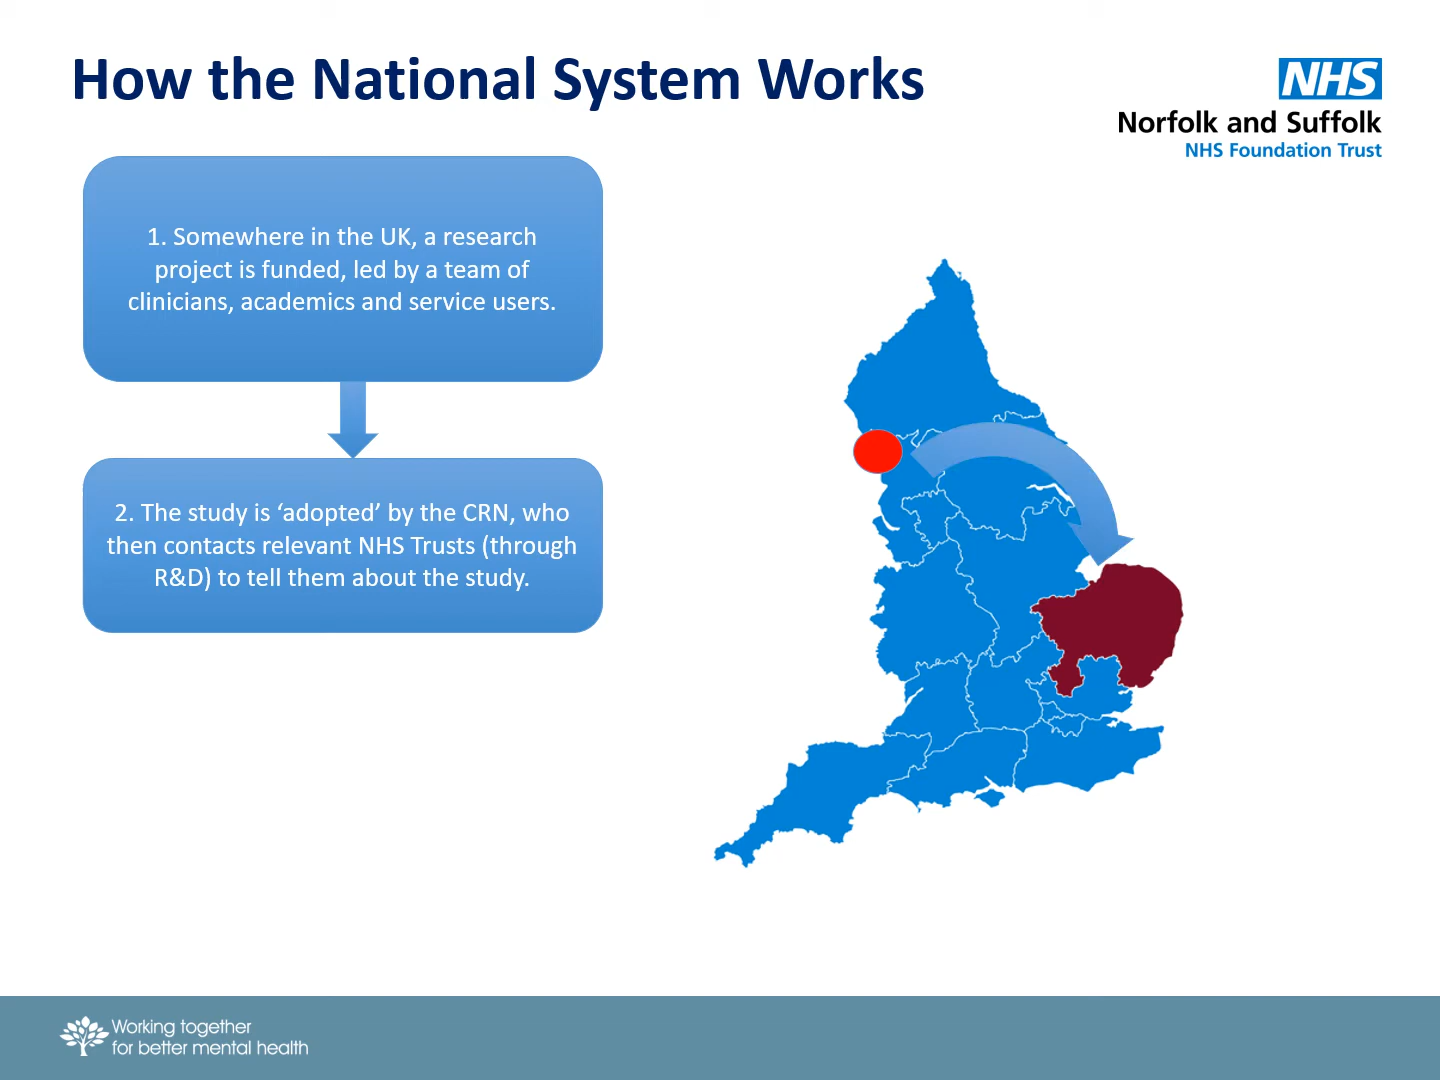 How the National System Works
NHS
Norfolk and Suffolk
NHS Foundation Trust
1. Somewhere in the UK, a research
project is funded, led by a team of
clinicians, academics and service users.
2. The study is ‘adopted’ by the CRN, who
then contacts relevant NHS Trusts (through
R&D) to tell them about the study.
Working together
for better mental health